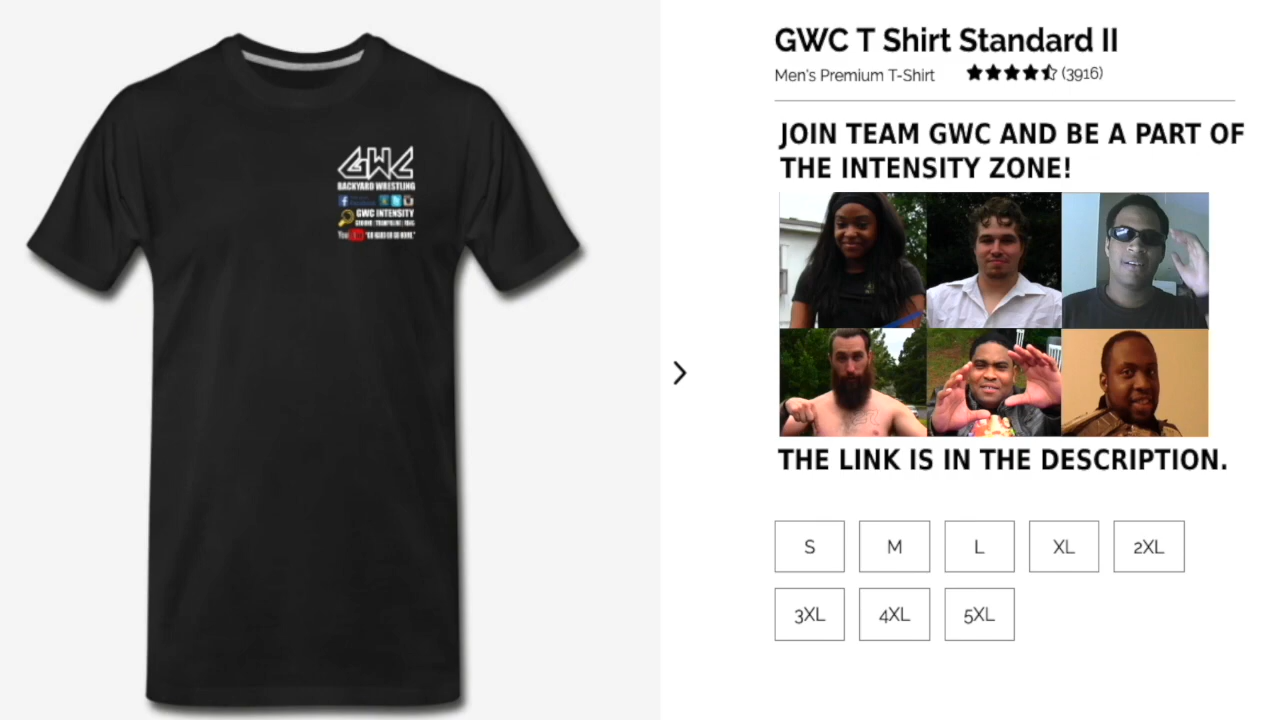 GWC
BACKYARD WRESTLING
GWC INTENSITY
You
GWC T Shirt Standard II
Men's Premium T-Shirt
(3916)
JOIN TEAM GWC AND BE A PART OF
THE INTENSITY ZONE!
THE LINK IS IN THE DESCRIPTION.
S M L XL 2XL
3XL 4XL 5XL